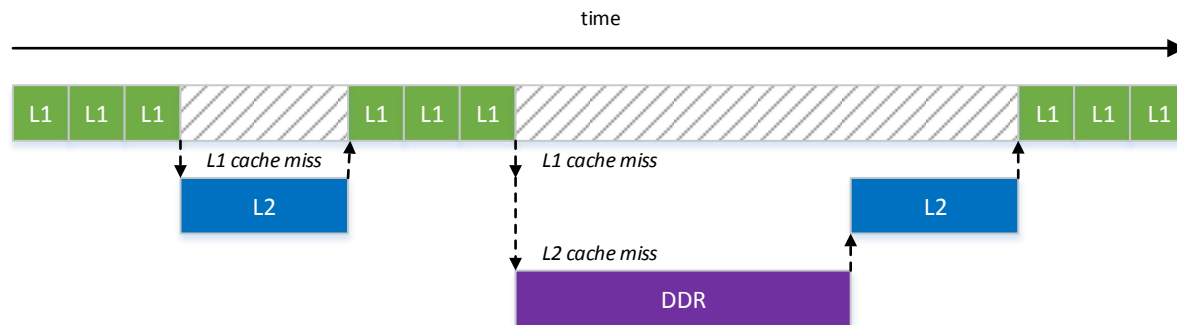 time
L1 L1 L1 L1 L1 L1 L1 L1 L1
L1 cache miss L1 cache miss
L2 L2
L2 cache miss
DDR